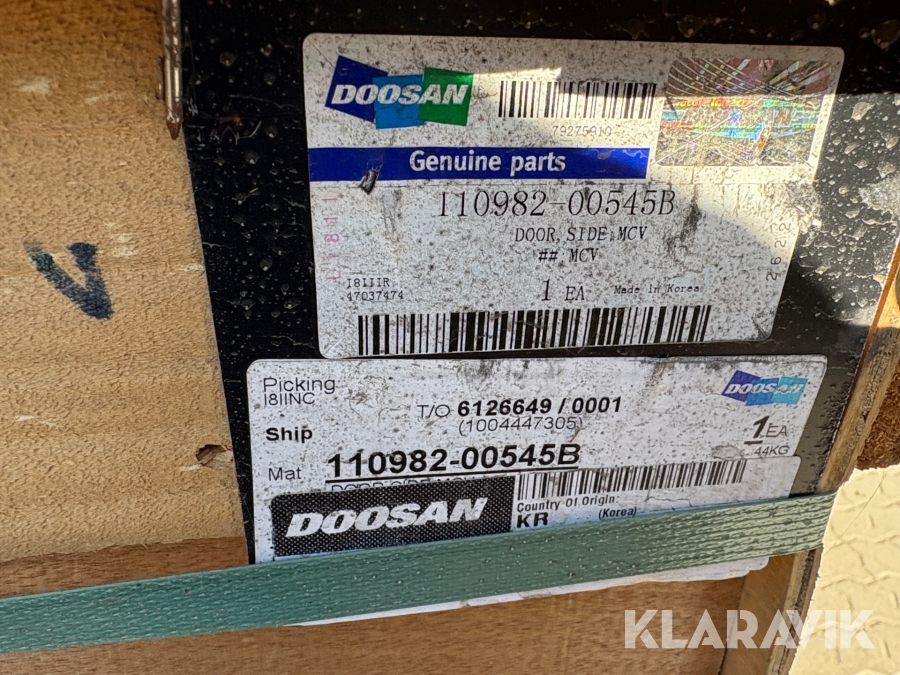 V
DOOSAN
79275910
Genuine parts
110982-00545B
DOOR, SIDE;MCV
##;MCV
I8IIIR
47037474
1 EA
Made in Korea
Picking
I8IINC
T/O 6126649 / 0001
(1004447305)
DOOSAN
Ship
1 EA
44KG
Mat 110982-00545B
DOOSAN
Country Of Origin:
KR (Korea)
KLARAVIK